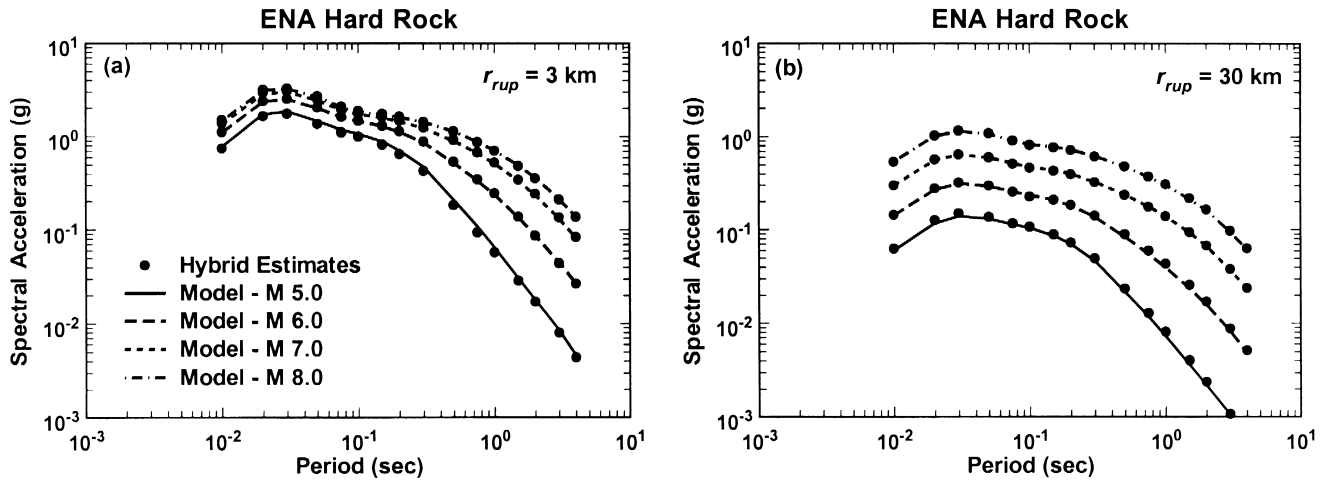 ENA Hard Rock
(a)
r_rup = 3 km
10^1
10^0
10^-1
10^-2
10^-3
Spectral Acceleration (g)
Hybrid Estimates
Model - M 5.0
Model - M 6.0
Model - M 7.0
Model - M 8.0
10^-3 10^-2 10^-1 10^0 10^1
Period (sec)
ENA Hard Rock
(b)
r_rup = 30 km
10^1
10^0
10^-1
10^-2
10^-3
Spectral Acceleration (g)
10^-3 10^-2 10^-1 10^0 10^1
Period (sec)